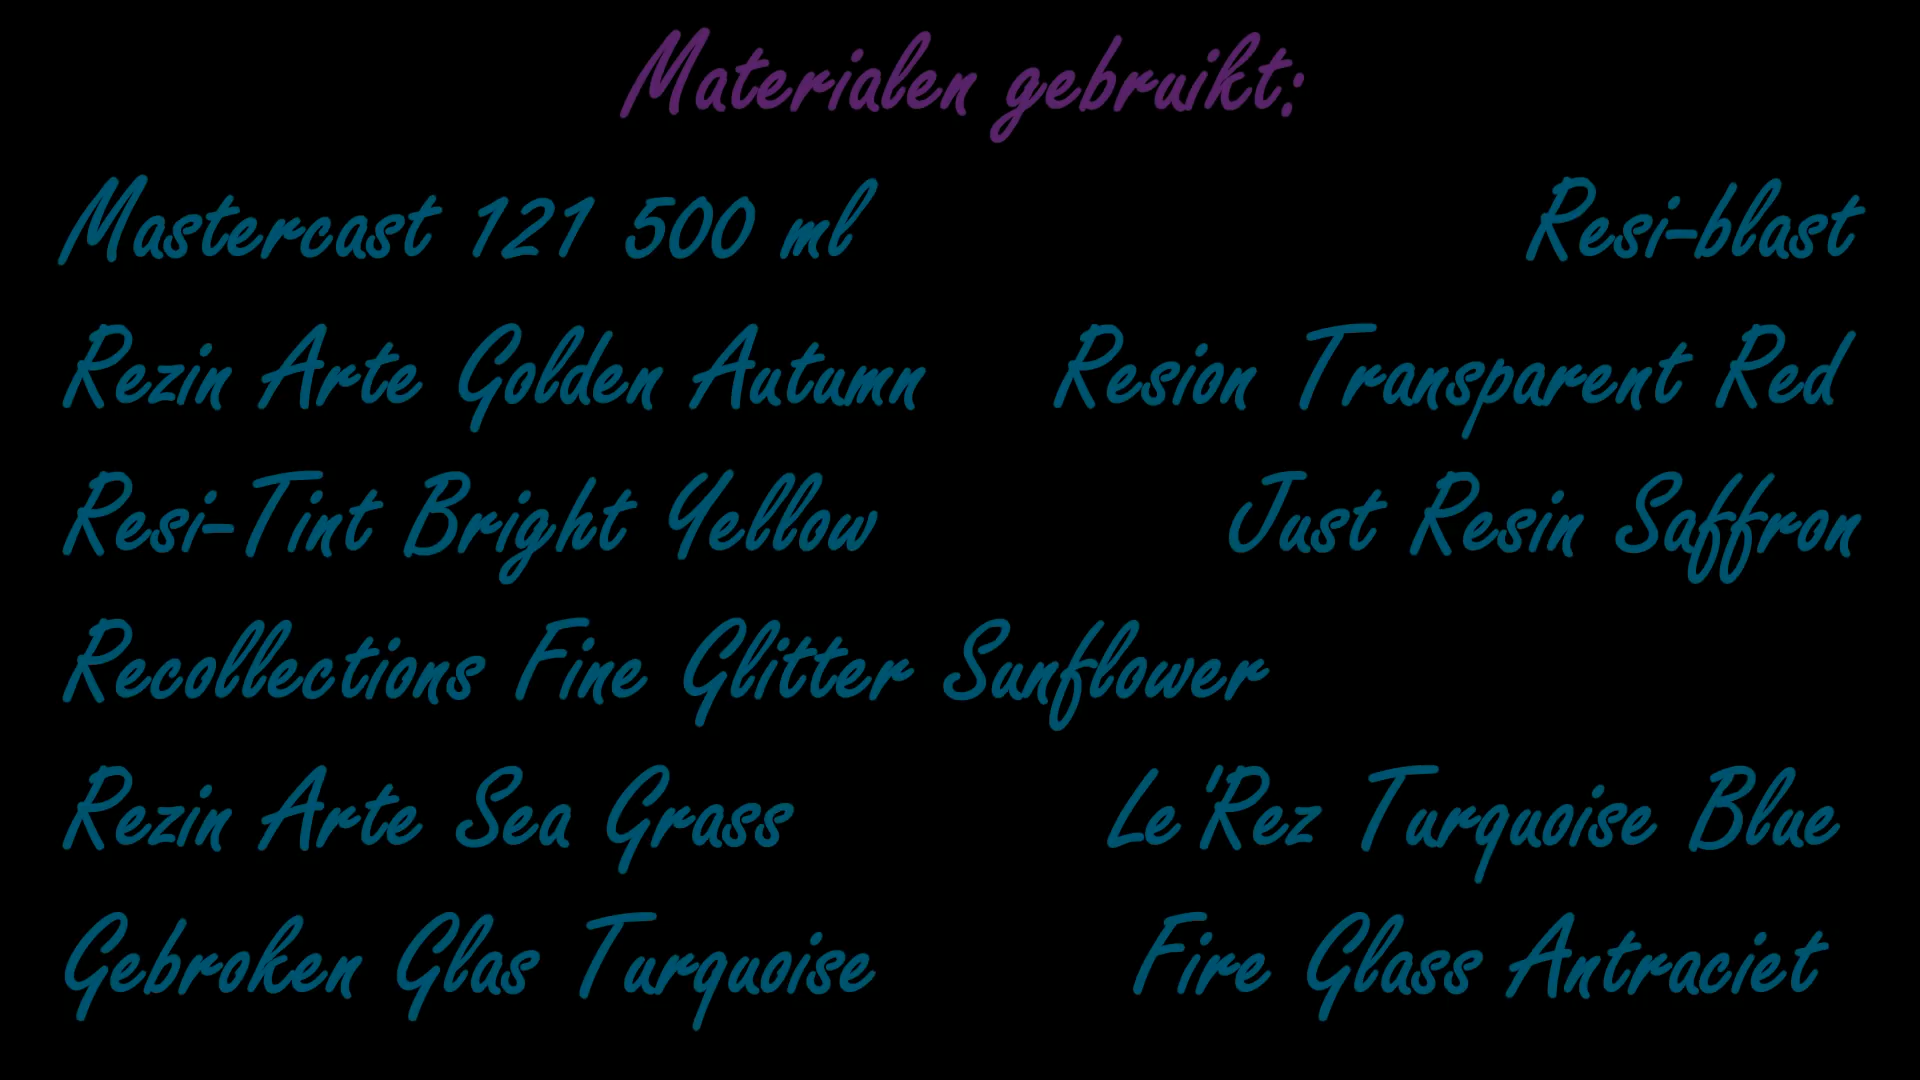 Materialen gebruikt:
Mastercast 121 500 ml Resi-blast
Rezin Arte Golden Autumn Resion Transparent Red
Resi-Tint Bright Yellow Just Resin Saffron
Recollections Fine Glitter Sunflower
Rezin Arte Sea Grass Le'Rez Turquoise Blue
Gebroken Glas Turquoise Fire Glass Antraciet